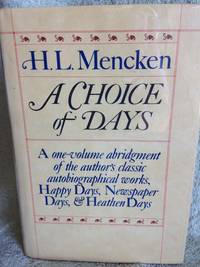 H.L. Mencken
A CHOICE
of DAYS
A one-volume abridgment
of the author's classic
autobiographical works,
Happy Days, Newspaper
Days, & Heathen Days